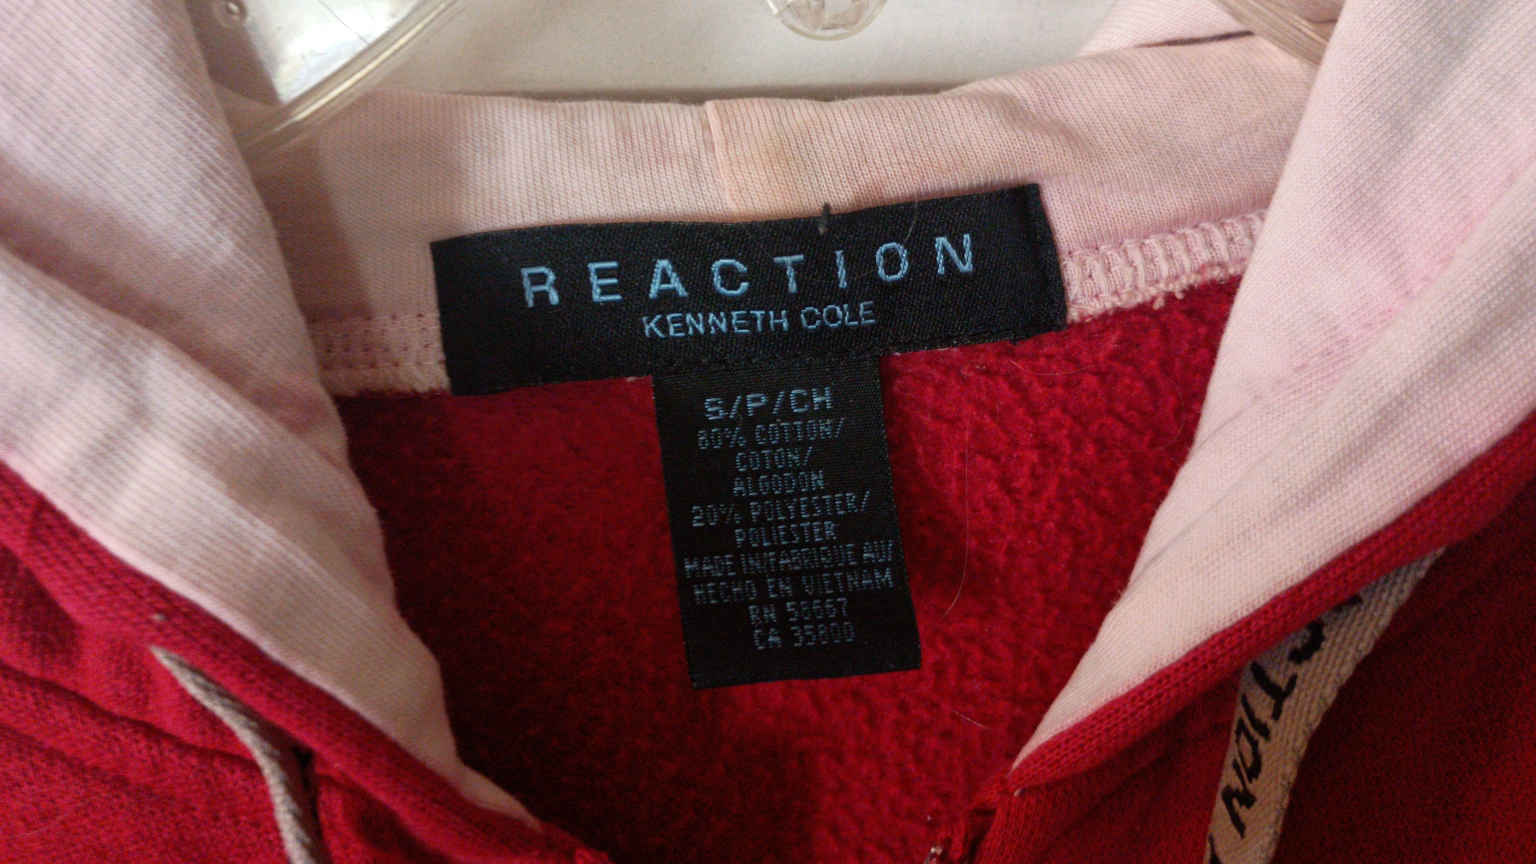 REACTION
KENNETH COLE
S/P/CH
80% COTTON/
COTON/
ALGODON
20% POLYESTER/
POLIESTER
MADE IN/FABRIQUE AU/
HECHO EN VIETNAM
RN 58667
CA 35800
CTION